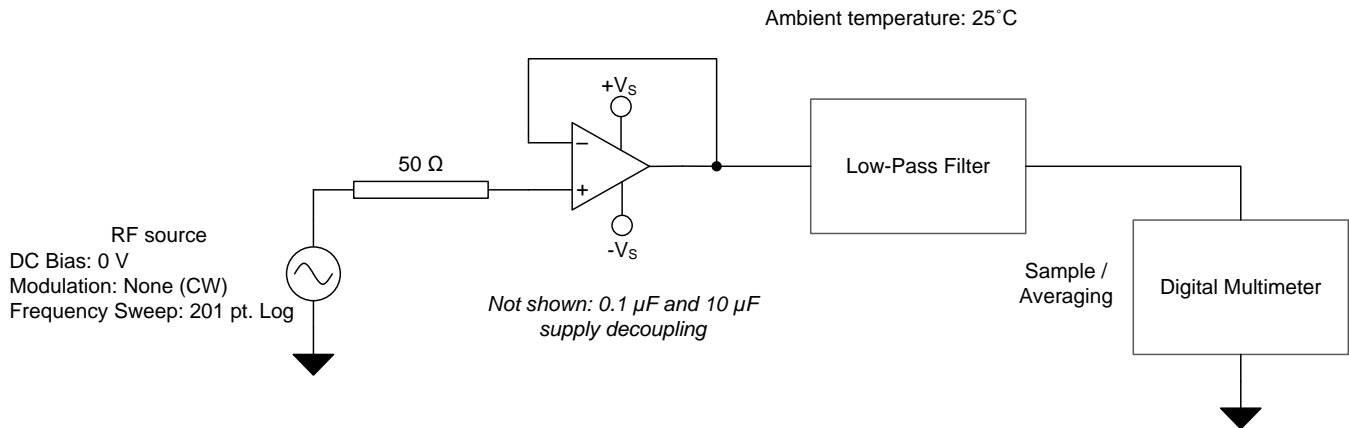 Ambient temperature: 25˚C
+VS
−
50 Ω
+
Low-Pass Filter
RF source
DC Bias: 0 V
Modulation: None (CW)
Frequency Sweep: 201 pt. Log
-VS
Not shown: 0.1 µF and 10 µF
supply decoupling
Sample /
Averaging
Digital Multimeter